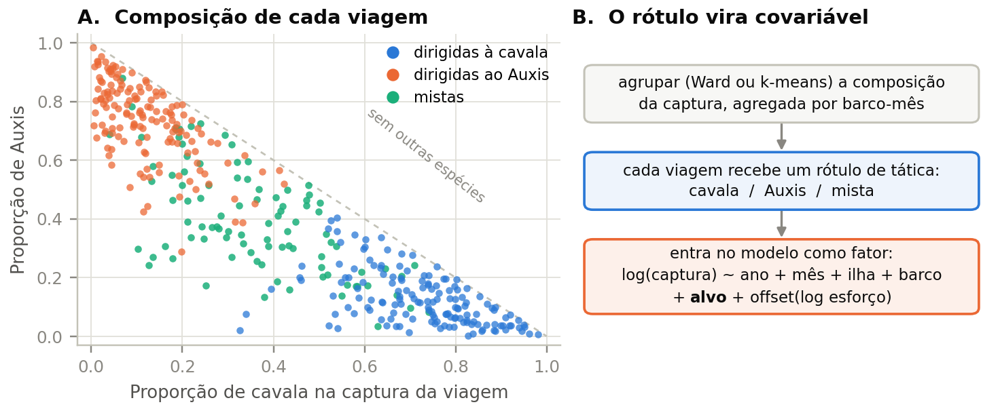 A.  Composição de cada viagem
1.0
0.8
0.6
0.4
0.2
0.0
0.0
0.2
0.4
0.6
0.8
1.0
Proporção de Auxis
Proporção de cavala na captura da viagem
dirigidas à cavala
dirigidas ao Auxis
mistas
sem outras espécies
B.  O rótulo vira covariável
agrupar (Ward ou k-means) a composição
da captura, agregada por barco-mês
cada viagem recebe um rótulo de tática:
cavala / Auxis / mista
entra no modelo como fator:
log(captura) ~ ano + mês + ilha + barco
+ alvo + offset(log esforço)